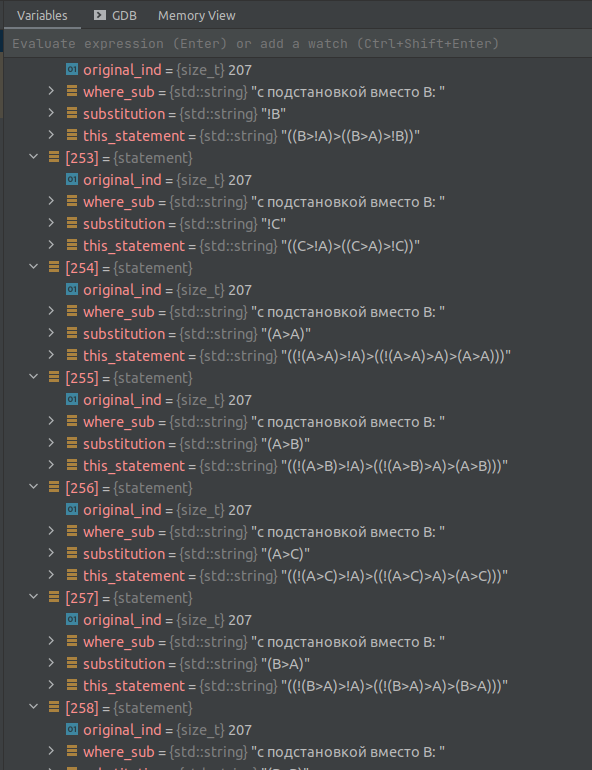 Variables GDB Memory View
Evaluate expression (Enter) or add a watch (Ctrl+Shift+Enter)
original_ind = {size_t} 207
where_sub = {std::string} "с подстановкой вместо B: "
substitution = {std::string} "!B"
this_statement = {std::string} "((B>!A)>((B>A)>!B))"
[253] = {statement}
original_ind = {size_t} 207
where_sub = {std::string} "с подстановкой вместо B: "
substitution = {std::string} "!C"
this_statement = {std::string} "((C>!A)>((C>A)>!C))"
[254] = {statement}
original_ind = {size_t} 207
where_sub = {std::string} "с подстановкой вместо B: "
substitution = {std::string} "(A>A)"
this_statement = {std::string} "((!(A>A)>!A)>((!(A>A)>A)>(A>A)))"
[255] = {statement}
original_ind = {size_t} 207
where_sub = {std::string} "с подстановкой вместо B: "
substitution = {std::string} "(A>B)"
this_statement = {std::string} "((!(A>B)>!A)>((!(A>B)>A)>(A>B)))"
[256] = {statement}
original_ind = {size_t} 207
where_sub = {std::string} "с подстановкой вместо B: "
substitution = {std::string} "(A>C)"
this_statement = {std::string} "((!(A>C)>!A)>((!(A>C)>A)>(A>C)))"
[257] = {statement}
original_ind = {size_t} 207
where_sub = {std::string} "с подстановкой вместо B: "
substitution = {std::string} "(B>A)"
this_statement = {std::string} "((!(B>A)>!A)>((!(B>A)>A)>(B>A)))"
[258] = {statement}
original_ind = {size_t} 207
where_sub = {std::string} "с подстановкой вместо B: "